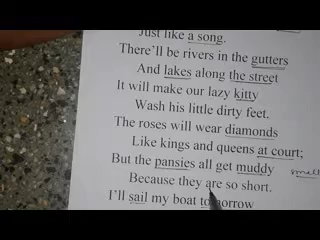 Just like a song.
There'll be rivers in the gutters
And lakes along the street
It will make our lazy kitty
Wash his little dirty feet.
The roses will wear diamonds
Like kings and queens at court;
But the pansies all get muddy small
Because they are so short.
I'll sail my boat tomorrow